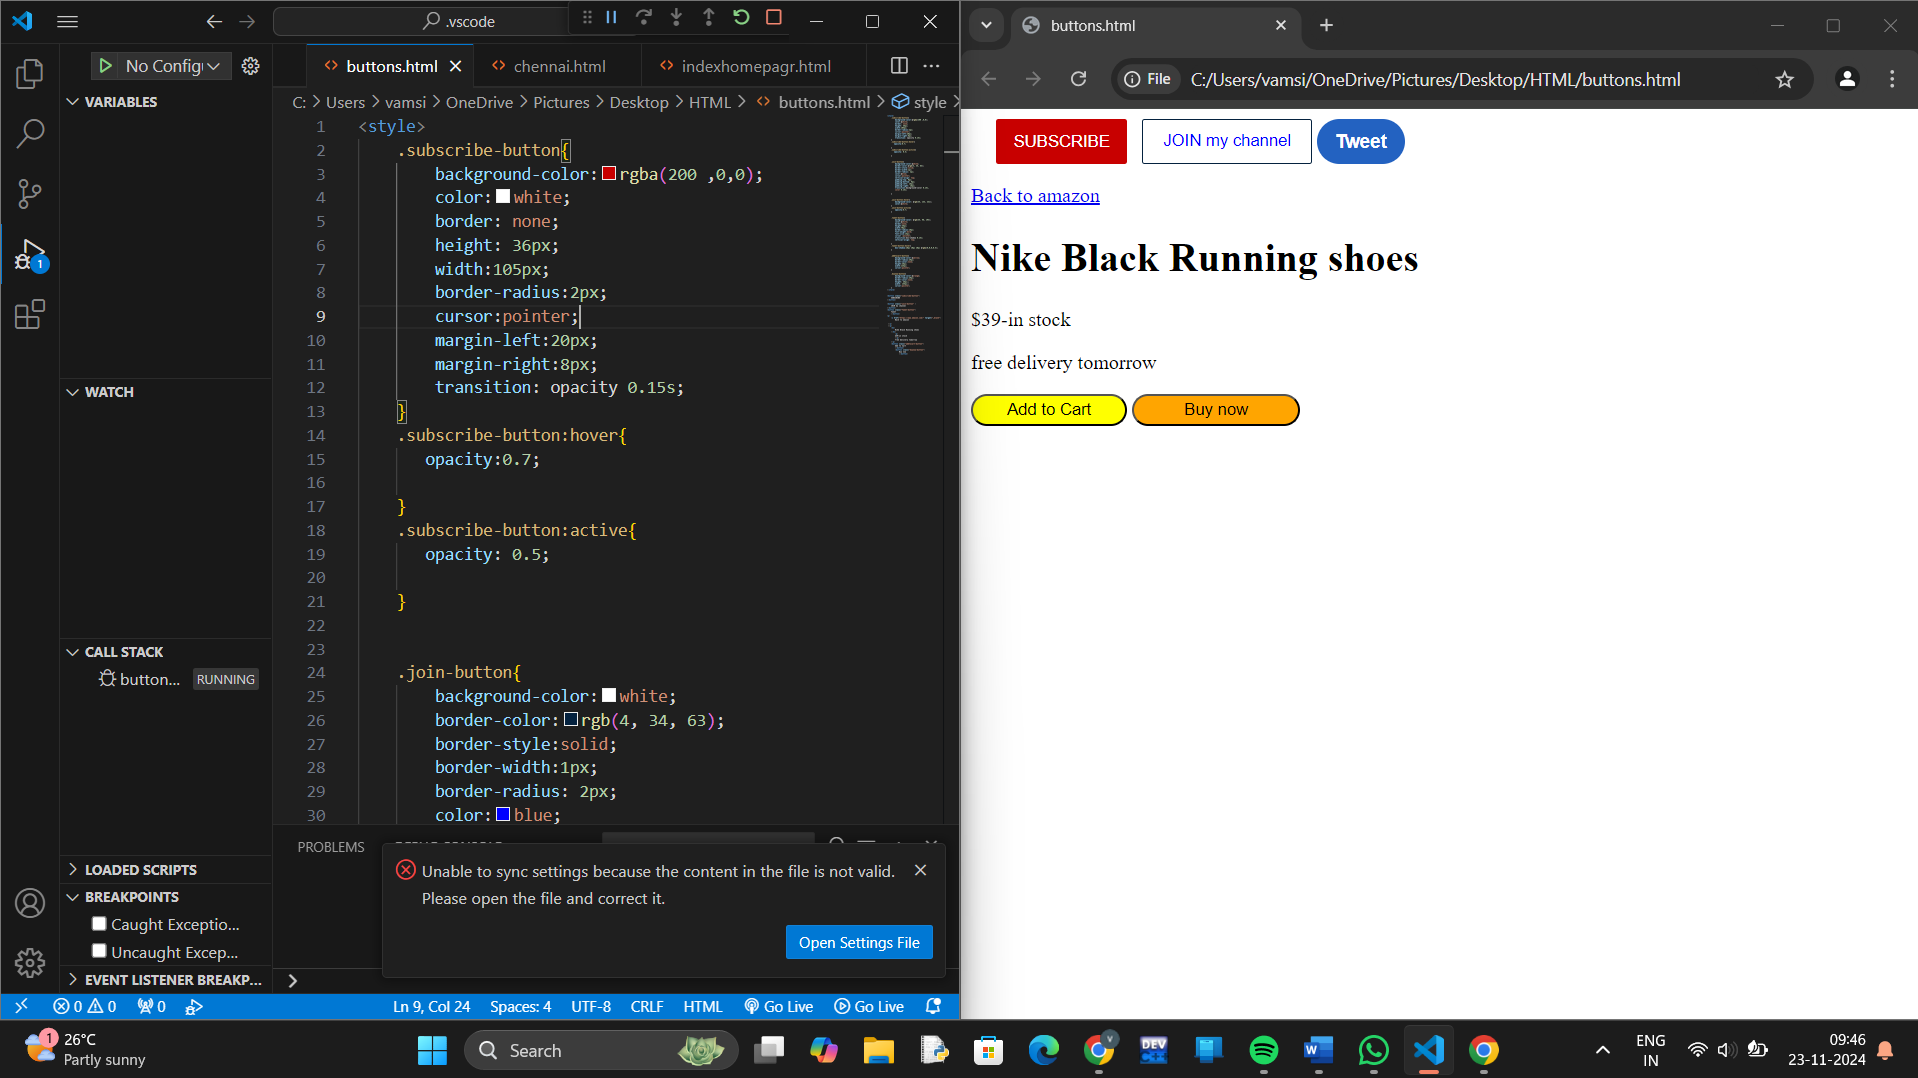 .vscode
No Config
VARIABLES
WATCH
CALL STACK
button...
RUNNING
LOADED SCRIPTS
BREAKPOINTS
Caught Exceptio...
Uncaught Excep...
EVENT LISTENER BREAKP...
buttons.html
chennai.html
indexhomepagr.html
C: > Users > vamsi > OneDrive > Pictures > Desktop > HTML > buttons.html > style >
1 <style>
2 .subscribe-button{
3 background-color: rgba(200 ,0,0);
4 color: white;
5 border: none;
6 height: 36px;
7 width:105px;
8 border-radius:2px;
9 cursor:pointer;
10 margin-left:20px;
11 margin-right:8px;
12 transition: opacity 0.15s;
13 }
14 .subscribe-button:hover{
15 opacity:0.7;
16
17 }
18 .subscribe-button:active{
19 opacity: 0.5;
20
21 }
22
23
24 .join-button{
25 background-color: white;
26 border-color: rgb(4, 34, 63);
27 border-style:solid;
28 border-width:1px;
29 border-radius: 2px;
30 color: blue;
PROBLEMS
Unable to sync settings because the content in the file is not valid.
Please open the file and correct it.
Open Settings File
1
0 0 0 Ln 9, Col 24 Spaces: 4 UTF-8 CRLF HTML Go Live Go Live
buttons.html
File C:/Users/vamsi/OneDrive/Pictures/Desktop/HTML/buttons.html
SUBSCRIBE
JOIN my channel
Tweet
Back to amazon
Nike Black Running shoes
$39-in stock
free delivery tomorrow
Add to Cart
Buy now
1
26°C
Partly sunny
Search
V
DEV
C++
W
ENG
IN
09:46
23-11-2024